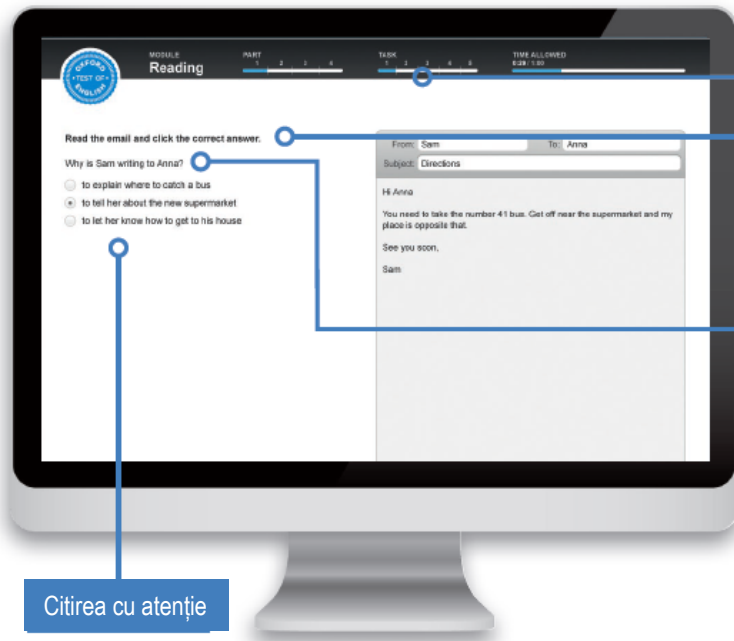 OXFORD
TEST OF
ENGLISH
MODULE
Reading
PART
1 2 3 4
TASK
1 2 3 4 5
TIME ALLOWED
0:29 / 1:50
Read the email and click the correct answer.
Why is Sam writing to Anna?
to explain where to catch a bus
to tell her about the new supermarket
to let her know how to get to his house
From: Sam To: Anna
Subject: Directions
Hi Anna
You need to take the number 41 bus. Get off near the supermarket and my
place is opposite that.
See you soon,
Sam
Citirea cu atenție